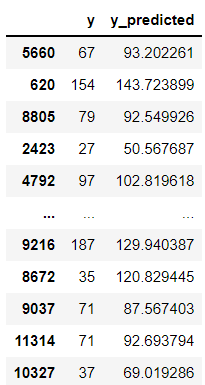 y y_predicted
5660 67 93.202261
620 154 143.723899
8805 79 92.549926
2423 27 50.567687
4792 97 102.819618
... ... ...
9216 187 129.940387
8672 35 120.829445
9037 71 87.567403
11314 71 92.693794
10327 37 69.019286